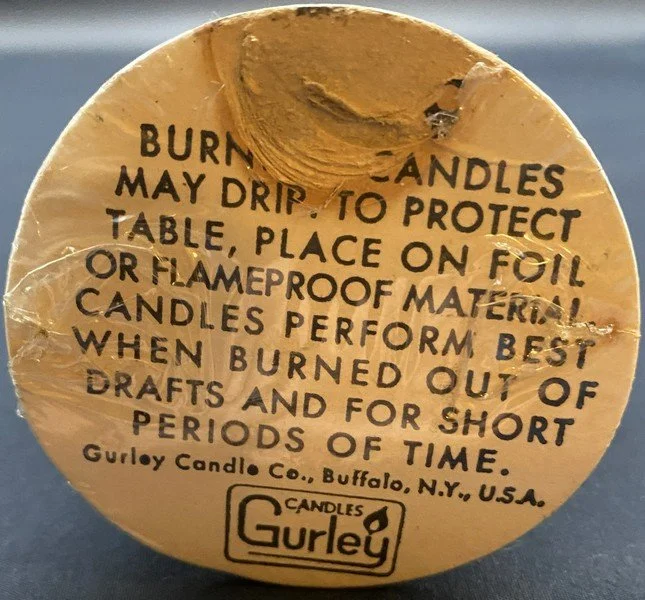 BURN CANDLES
MAY DRIP. TO PROTECT
TABLE, PLACE ON FOIL
OR FLAMEPROOF MATERIAL.
CANDLES PERFORM BEST
WHEN BURNED OUT OF
DRAFTS AND FOR SHORT
PERIODS OF TIME.
Gurley Candle Co., Buffalo, N.Y., U.S.A.
CANDLES
Gurley